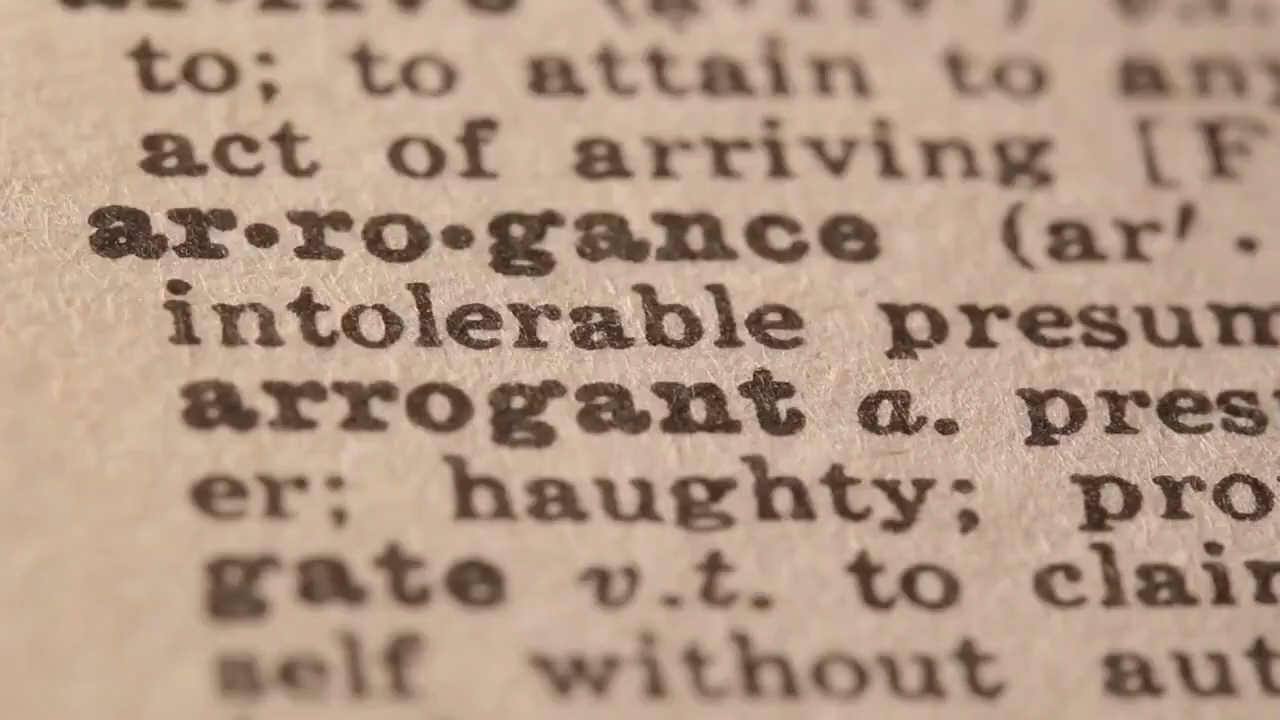 to; to attain to any
act of arriving [F
ar•ro•gance (ar' •
intolerable presum
arrogant a. pres
er; haughty; pro
gate v.t. to clai
self without aut